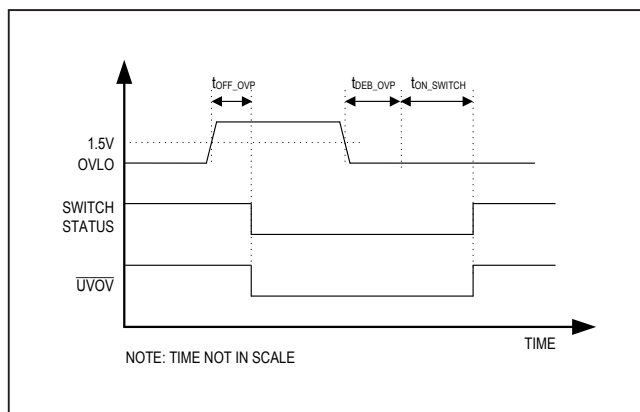 tOFF_OVP tDEB_OVP tON_SWITCH
1.5V
OVLO
SWITCH
STATUS
UVOV
TIME
NOTE: TIME NOT IN SCALE